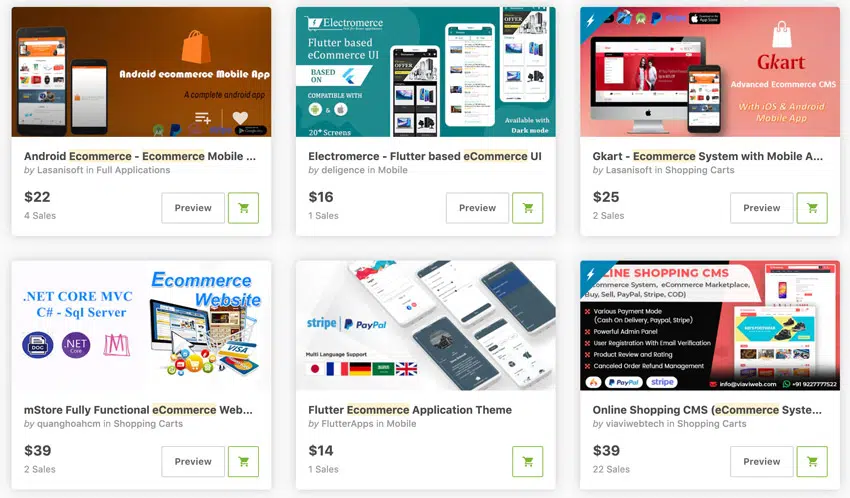 Android ecommerce Mobile App
A complete android app
Android Ecommerce - Ecommerce Mobile ...
by Lasanisoft in Full Applications
$22
4 Sales
Preview
Electromerce
Flutter based
eCommerce UI
BASED
ON
COMPATIBLE WITH
20+ Screens
OFFER
Available with
Dark mode
Electromerce - Flutter based eCommerce UI
by deligence in Mobile
$16
1 Sales
Preview
Gkart
Advanced Ecommerce CMS
With iOS & Android
Mobile App
Gkart - Ecommerce System with Mobile A...
by Lasanisoft in Shopping Carts
$25
2 Sales
Preview
.NET CORE MVC
C# - Sql Server
Ecommerce
Website
DOC
.NET
Core
VISA
mStore Fully Functional eCommerce Web...
by quanghoahcm in Shopping Carts
$39
2 Sales
Preview
stripe
PayPal
Multi Language Support
Flutter Ecommerce Application Theme
by FlutterApps in Mobile
$14
1 Sales
LINE SHOPPING CMS
Ecommerce System, eCommerce Marketplace,
Buy, Sell, PayPal, Stripe, COD)
Various Payment Mode
(Cash On Delivery, Paypal, Stripe)
Powerful Admin Panel
User Registration With Email Verification
Product Review and Rating
Canceled Order Refund Management
PayPal
stripe
info@viaviweb.com
+91 9227777522
Online Shopping CMS (eCommerce Syste...
by viaviwebtech in Shopping Carts
$39
22 Sales
Preview